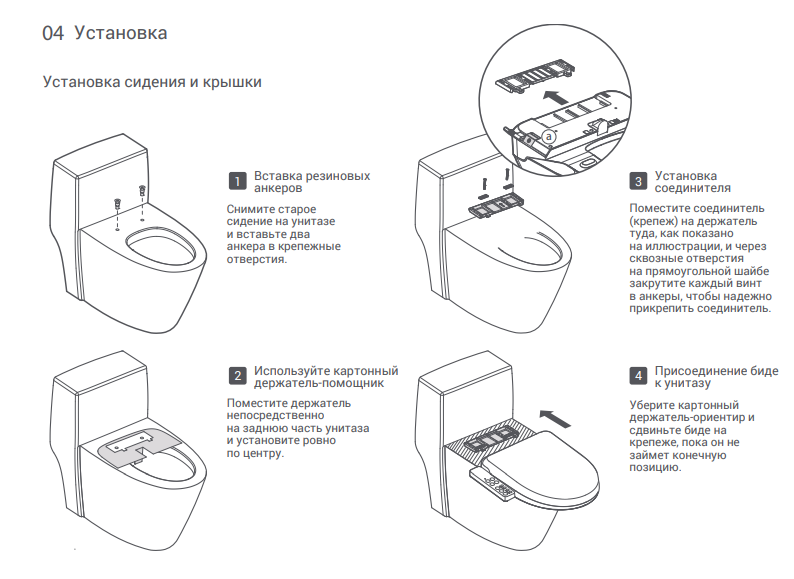 04 Установка
Установка сидения и крышки
1 Вставка резиновых
анкеров
Снимите старое
сидение на унитазе
и вставьте два
анкера в крепежные
отверстия.
2 Используйте картонный
держатель-помощник
Поместите держатель
непосредственно
на заднюю часть унитаза
и установите ровно
по центру.
a
3 Установка
соединителя
Поместите соединитель
(крепеж) на держатель
туда, как показано
на иллюстрации, и через
сквозные отверстия
на прямоугольной шайбе
закрутите каждый винт
в анкеры, чтобы надежно
прикрепить соединитель.
4 Присоединение биде
к унитазу
Уберите картонный
держатель-ориентир и
сдвиньте биде на
крепеже, пока он не
займет конечную
позицию.